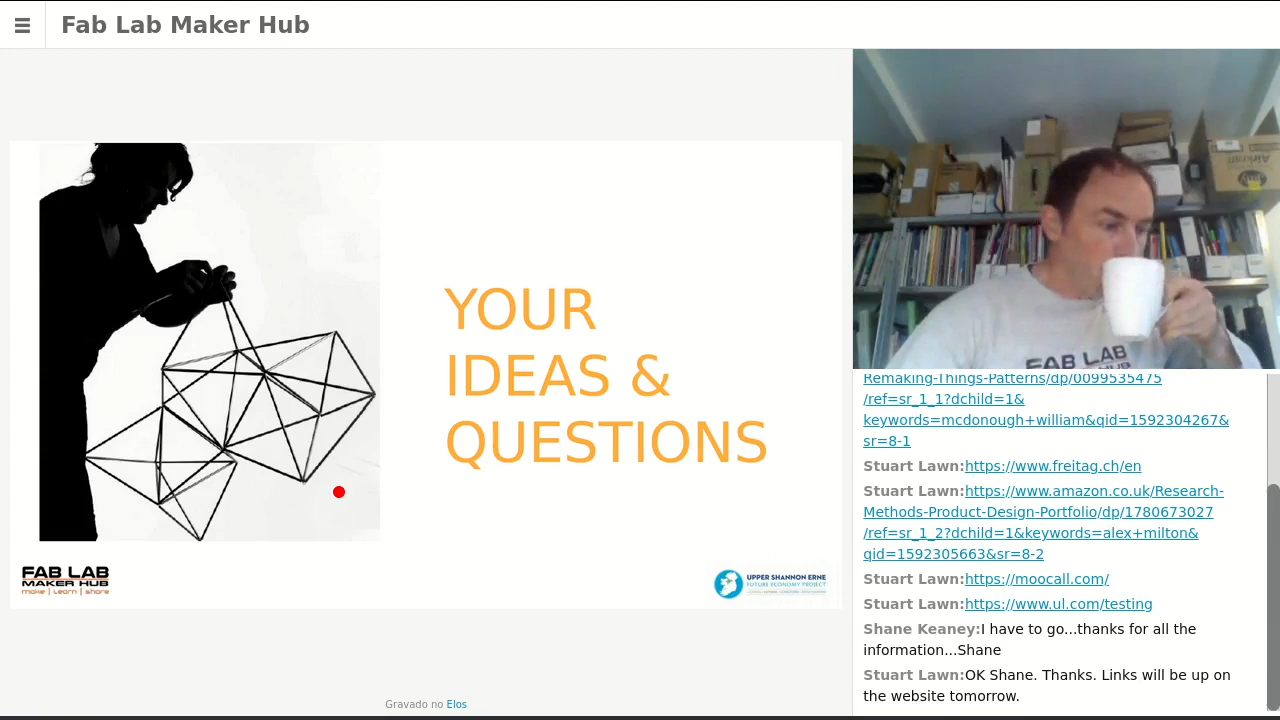 Fab Lab Maker Hub
YOUR
IDEAS &
QUESTIONS
FAB LAB
MAKER HUB
make | Learn | share
UPPER SHANNON ERNE
FUTURE ECONOMY PROJECT
Gravado no Elos
FAB LAB
Remaking-Things-Patterns/dp/0099535475
/ref=sr_1_1?dchild=1&
keywords=mcdonough+william&qid=1592304267&
sr=8-1
Stuart Lawn:https://www.freitag.ch/en
Stuart Lawn:https://www.amazon.co.uk/Research-
Methods-Product-Design-Portfolio/dp/1780673027
/ref=sr_1_2?dchild=1&keywords=alex+milton&
qid=1592305663&sr=8-2
Stuart Lawn:https://moocall.com/
Stuart Lawn:https://www.ul.com/testing
Shane Keaney:I have to go...thanks for all the
information...Shane
Stuart Lawn:OK Shane. Thanks. Links will be up on
the website tomorrow.